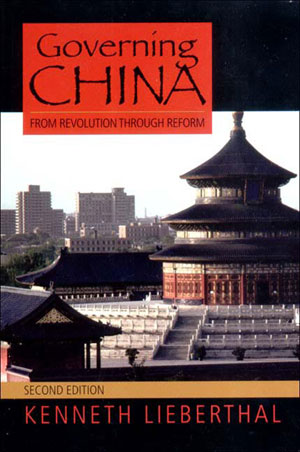 Governing
CHINA
FROM REVOLUTION THROUGH REFORM
SECOND EDITION
KENNETH LIEBERTHAL